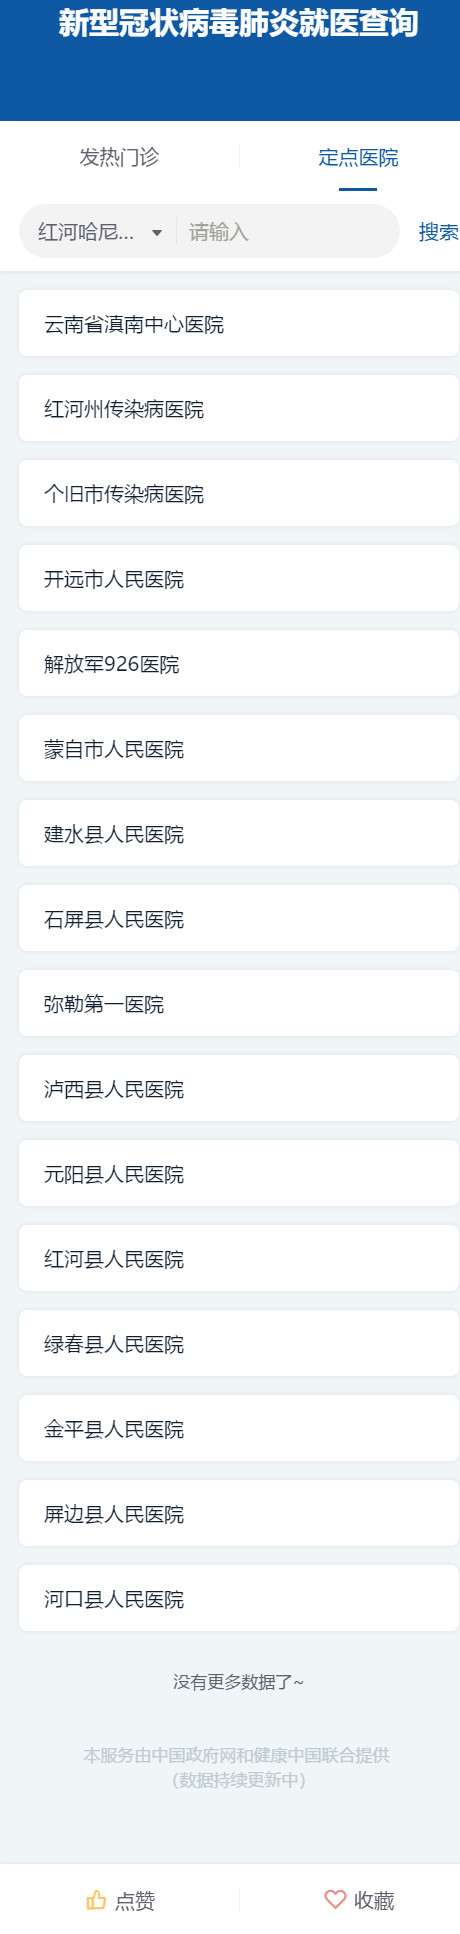 新型冠状病毒肺炎就医查询
发热门诊
定点医院
红河哈尼...
请输入
搜索
云南省滇南中心医院
红河州传染病医院
个旧市传染病医院
开远市人民医院
解放军926医院
蒙自市人民医院
建水县人民医院
石屏县人民医院
弥勒第一医院
泸西县人民医院
元阳县人民医院
红河县人民医院
绿春县人民医院
金平县人民医院
屏边县人民医院
河口县人民医院
没有更多数据了~
本服务由中国政府网和健康中国联合提供
（数据持续更新中）
点赞
收藏